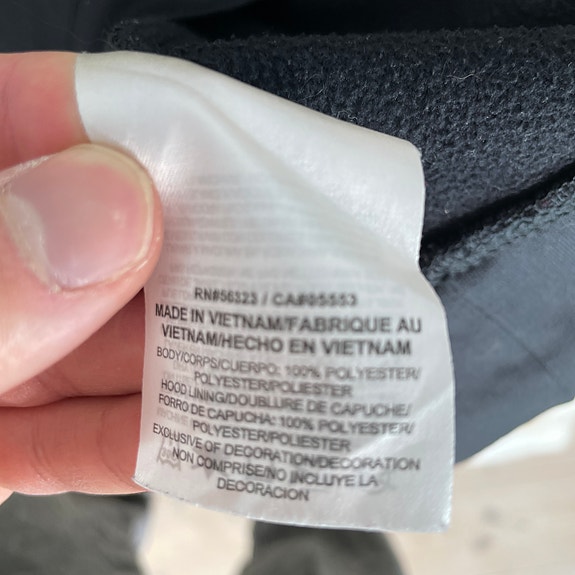 RN#56323 / CA#05553
MADE IN VIETNAM/FABRIQUE AU
VIETNAM/HECHO EN VIETNAM
BODY/CORPS/CUERPO: 100% POLYESTER/
POLYESTER/POLIESTER
HOOD LINING/DOUBLURE DE CAPUCHE/
FORRO DE CAPUCHA: 100% POLYESTER/
POLYESTER/POLIESTER
EXCLUSIVE OF DECORATION/DECORATION
NON COMPRISE/NO INCLUYE LA
DECORACION